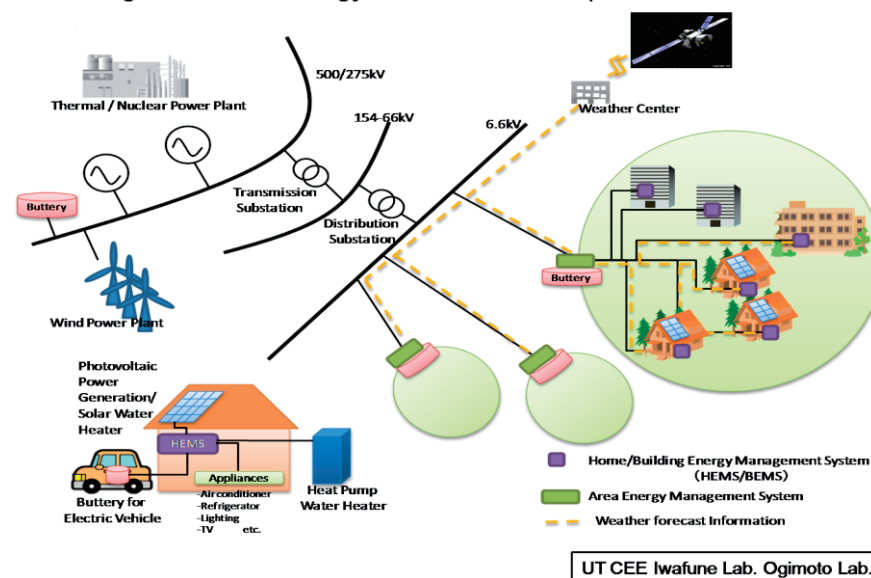 500/275kV
Thermal / Nuclear Power Plant
154-66kV
6.6kV
Weather Center
Transmission
Substation
Buttery
Distribution
Substation
Buttery
Wind Power Plant
Photovoltaic
Power
Generation/
Solar Water
Heater
HEMS
Appliances
-Air conditioner
-Refrigerator
-Lighting
-TV etc.
Buttery for
Electric Vehicle
Heat Pump
Water Heater
Home/Building Energy Management System
(HEMS/BEMS)
Area Energy Management System
Weather forecast Information
UT CEE Iwafune Lab. Ogimoto Lab.